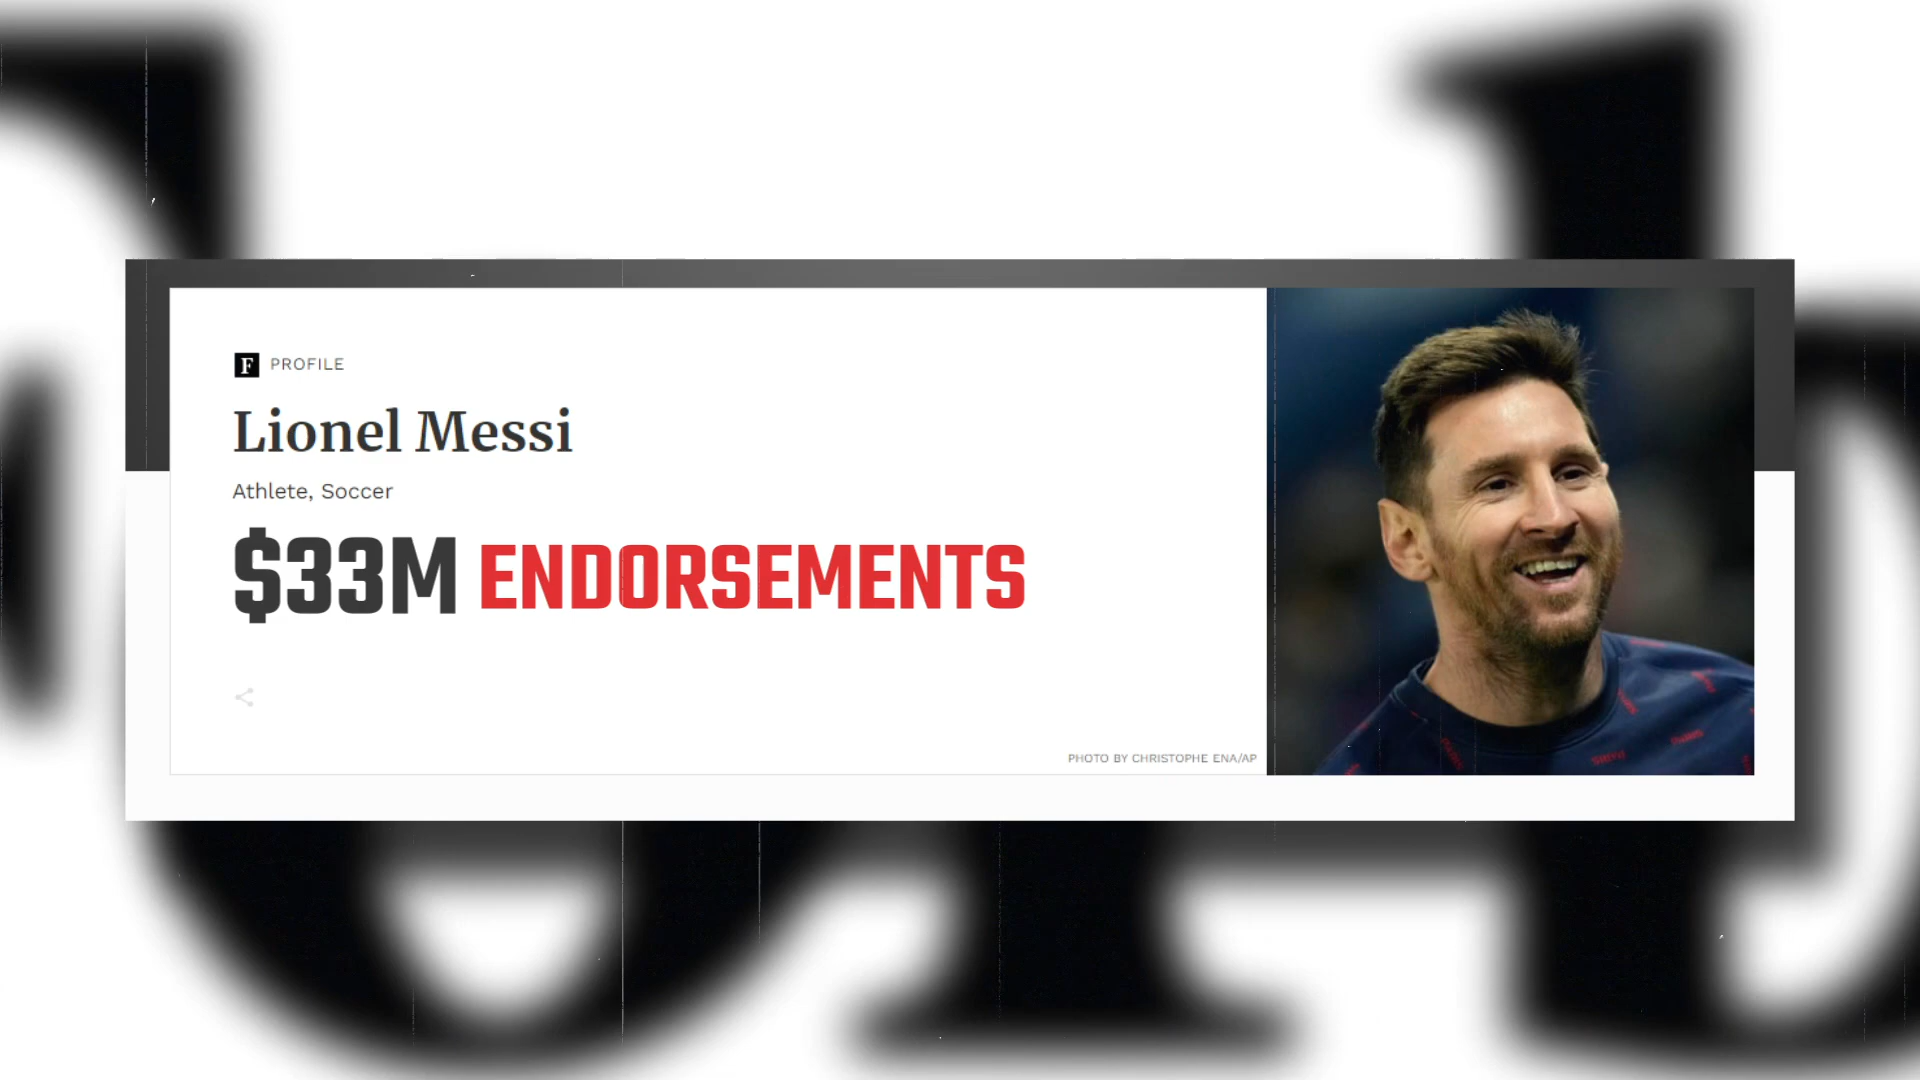 F PROFILE
Lionel Messi
Athlete, Soccer
$33M ENDORSEMENTS
PHOTO BY CHRISTOPHE ENA/AP